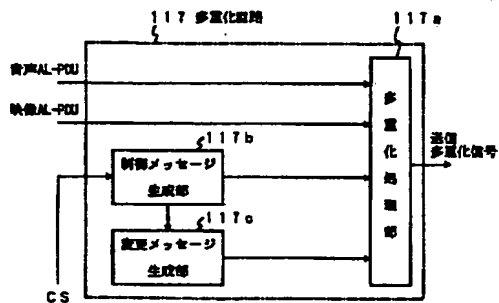 117 多重化回路
117a
音声AL-PDU
映像AL-PDU
多重化処理部
送信
多重化信号
117b
制御メッセージ
生成部
117c
変更メッセージ
生成部
CS